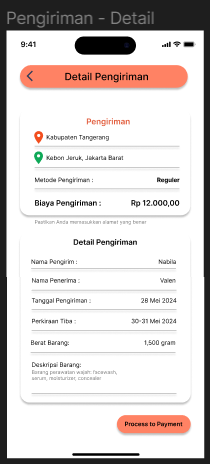 Pengiriman - Detail
9:41
Detail Pengiriman
Pengiriman
Kabupaten Tangerang
Kebon Jeruk, Jakarta Barat
Metode Pengiriman : Reguler
Biaya Pengiriman : Rp 12.000,00
Pastikan Anda memasukkan alamat yang benar
Detail Pengiriman
Nama Pengirim : Nabila
Nama Penerima : Valen
Tanggal Pengiriman : 28 Mei 2024
Perkiraan Tiba : 30-31 Mei 2024
Berat Barang: 1,500 gram
Deskripsi Barang:
Barang perawatan wajah: facewash,
serum, moisturizer, concealer
Process to Payment